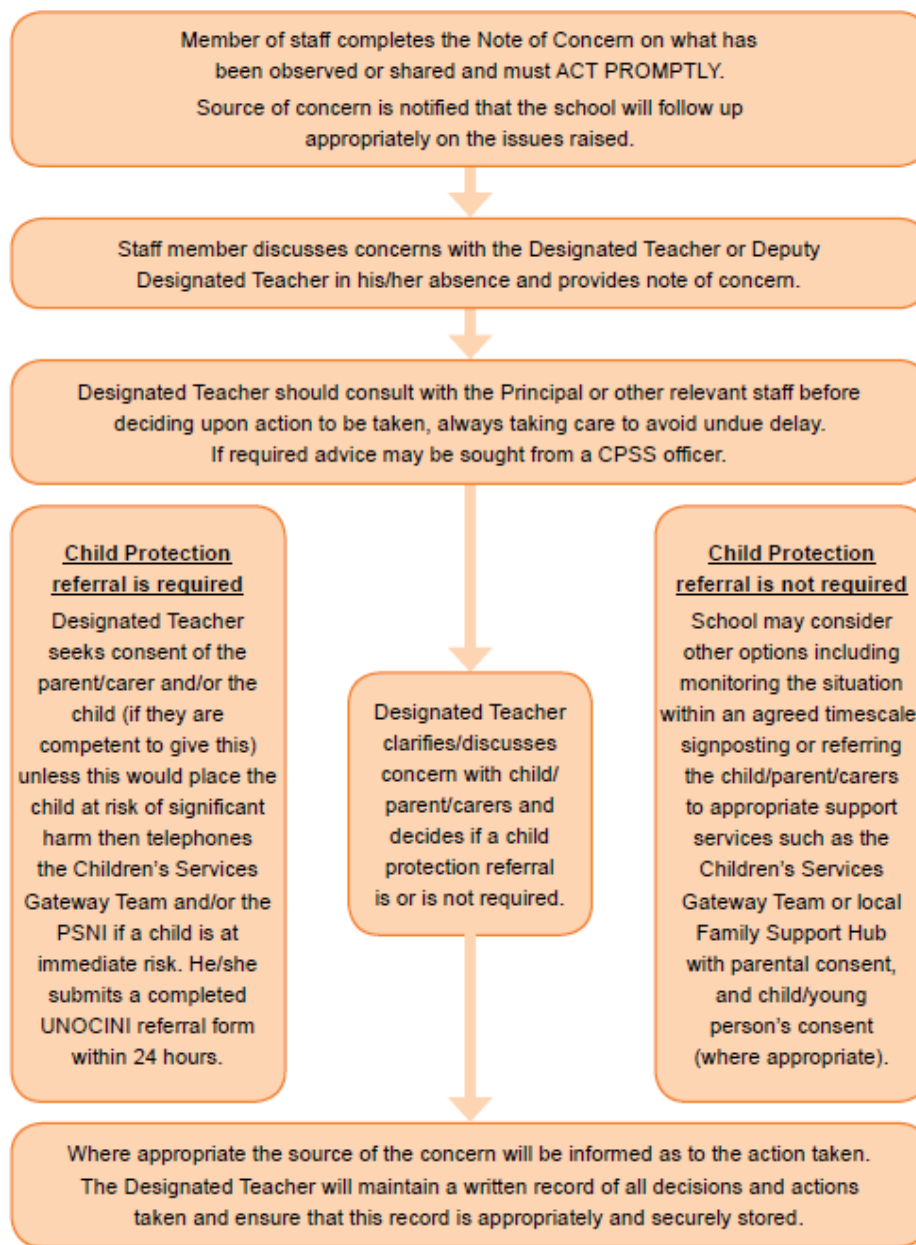 Member of staff completes the Note of Concern on what has
been observed or shared and must ACT PROMPTLY.
Source of concern is notified that the school will follow up
appropriately on the issues raised.
Staff member discusses concerns with the Designated Teacher or Deputy
Designated Teacher in his/her absence and provides note of concern.
Designated Teacher should consult with the Principal or other relevant staff before
deciding upon action to be taken, always taking care to avoid undue delay.
If required advice may be sought from a CPSS officer.
Child Protection
referral is required
Designated Teacher
seeks consent of the
parent/carer and/or the
child (if they are
competent to give this)
unless this would place the
child at risk of significant
harm then telephones
the Children's Services
Gateway Team and/or the
PSNI if a child is at
immediate risk. He/she
submits a completed
UNOCINI referral form
within 24 hours.
Designated Teacher
clarifies/discusses
concern with child/
parent/carers and
decides if a child
protection referral
is or is not required.
Child Protection
referral is not required
School may consider
other options including
monitoring the situation
within an agreed timescale
signposting or referring
the child/parent/carers
to appropriate support
services such as the
Children's Services
Gateway Team or local
Family Support Hub
with parental consent,
and child/young
person's consent
(where appropriate).
Where appropriate the source of the concern will be informed as to the action taken.
The Designated Teacher will maintain a written record of all decisions and actions
taken and ensure that this record is appropriately and securely stored.